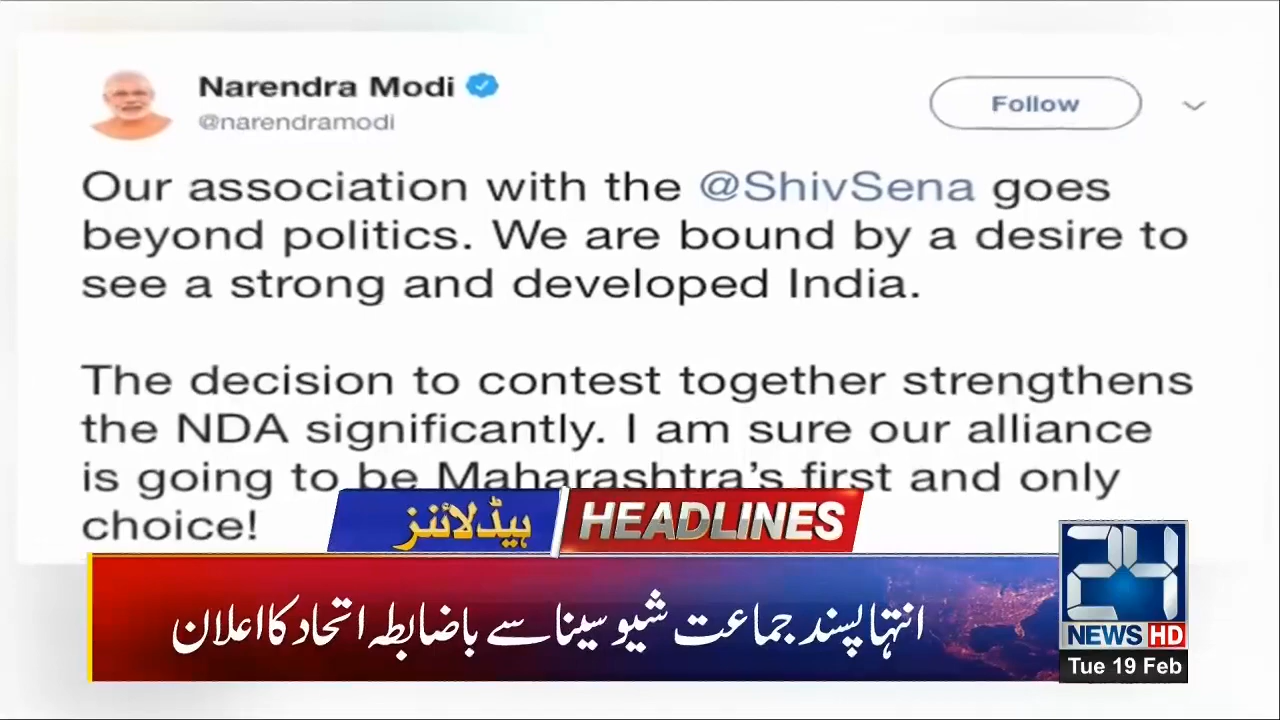 Narendra Modi
@narendramodi
Follow
Our association with the @ShivSena goes
beyond politics. We are bound by a desire to
see a strong and developed India.
The decision to contest together strengthens
the NDA significantly. I am sure our alliance
is going to be Maharashtra's first and only
choice!
ہیڈلائنز
HEADLINES
انتہا پسند جماعت شیو سینا سے باضابطہ اتحاد کا اعلان
24
NEWS HD
Tue 19 Feb